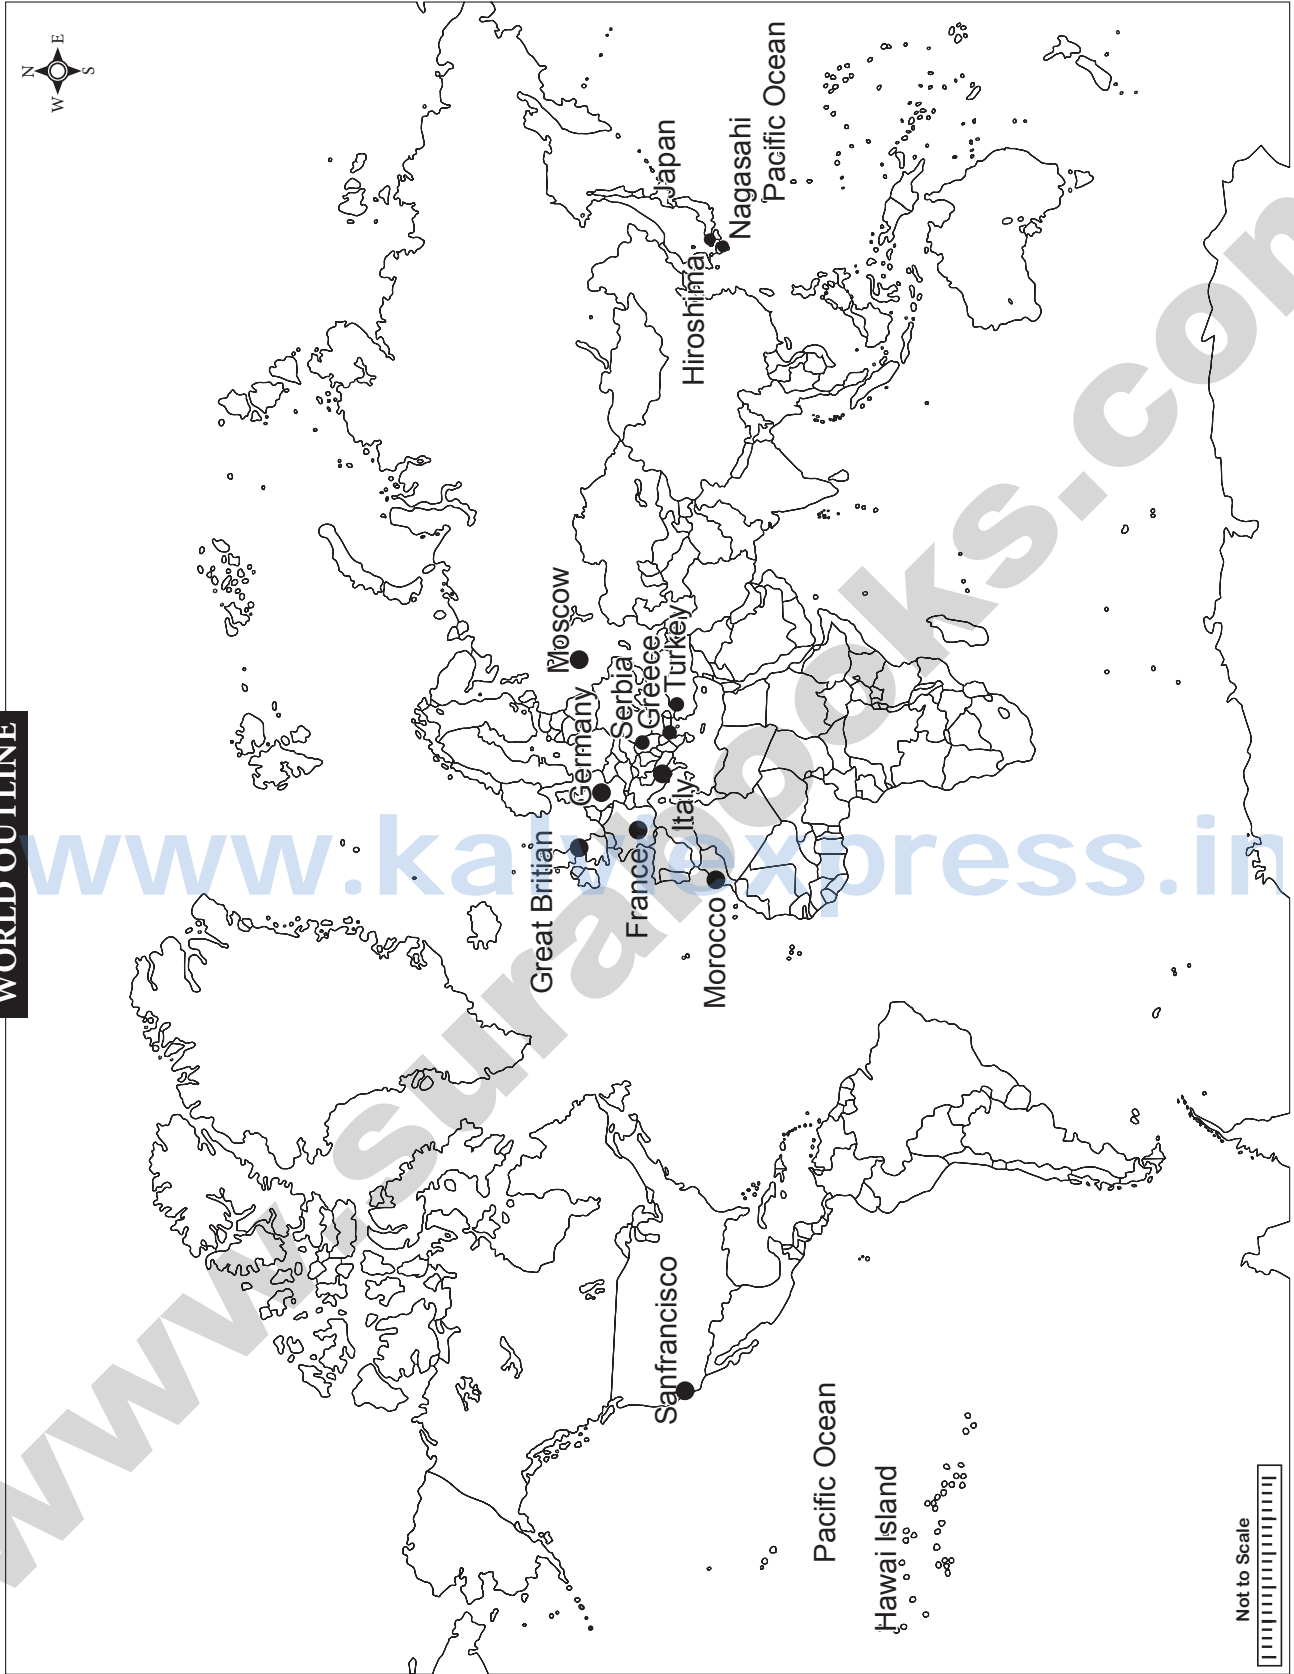 WORLD OUTLINE
N
W
E
S
Moscow
Great Britian
Germany
Serbia
Greece
Turkey
France
Italy
Morocco
Japan
Hiroshima
Nagasahi
Pacific Ocean
Sanfrancisco
Pacific Ocean
Hawai Island
Not to Scale
www.surabooks.com
www.kalviexpress.in